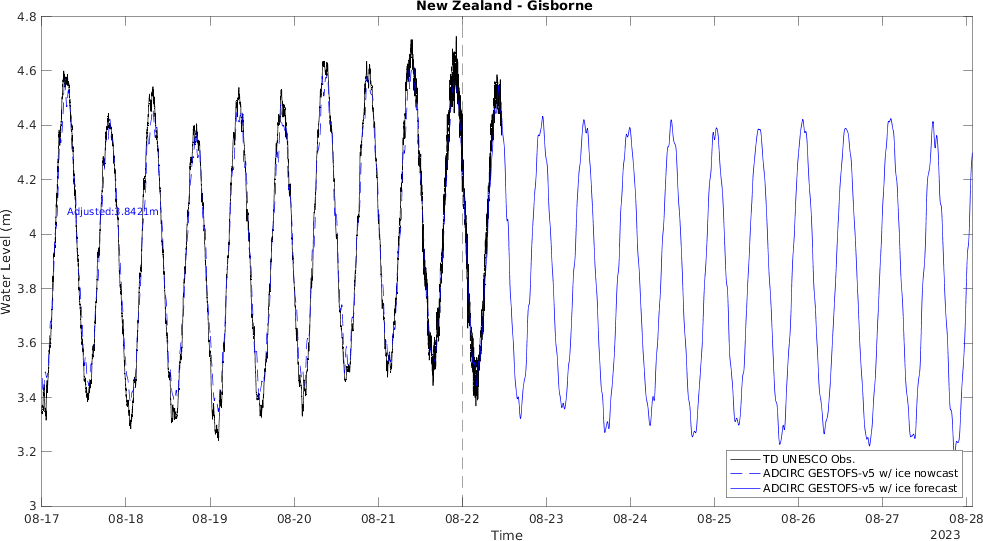 New Zealand - Gisborne
4.8
4.6
4.4
4.2
4
3.8
3.6
3.4
3.2
3
Water Level (m)
Adjusted:3.8421m
TD UNESCO Obs.
ADCIRC GESTOFS-v5 w/ ice nowcast
ADCIRC GESTOFS-v5 w/ ice forecast
08-17 08-18 08-19 08-20 08-21 08-22 08-23 08-24 08-25 08-26 08-27 08-28
Time
2023